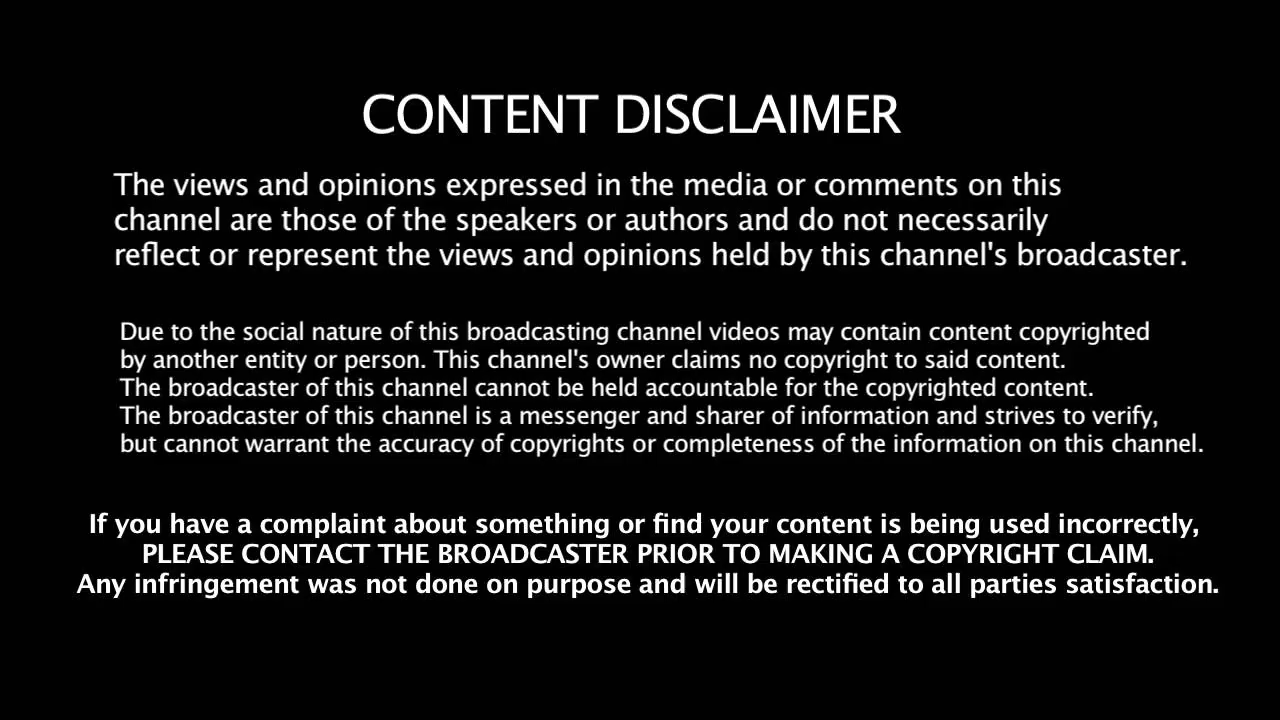 CONTENT DISCLAIMER
The views and opinions expressed in the media or comments on this
channel are those of the speakers or authors and do not necessarily
reflect or represent the views and opinions held by this channel's broadcaster.
Due to the social nature of this broadcasting channel videos may contain content copyrighted
by another entity or person. This channel's owner claims no copyright to said content.
The broadcaster of this channel cannot be held accountable for the copyrighted content.
The broadcaster of this channel is a messenger and sharer of information and strives to verify,
but cannot warrant the accuracy of copyrights or completeness of the information on this channel.
If you have a complaint about something or find your content is being used incorrectly,
PLEASE CONTACT THE BROADCASTER PRIOR TO MAKING A COPYRIGHT CLAIM.
Any infringement was not done on purpose and will be rectified to all parties satisfaction.